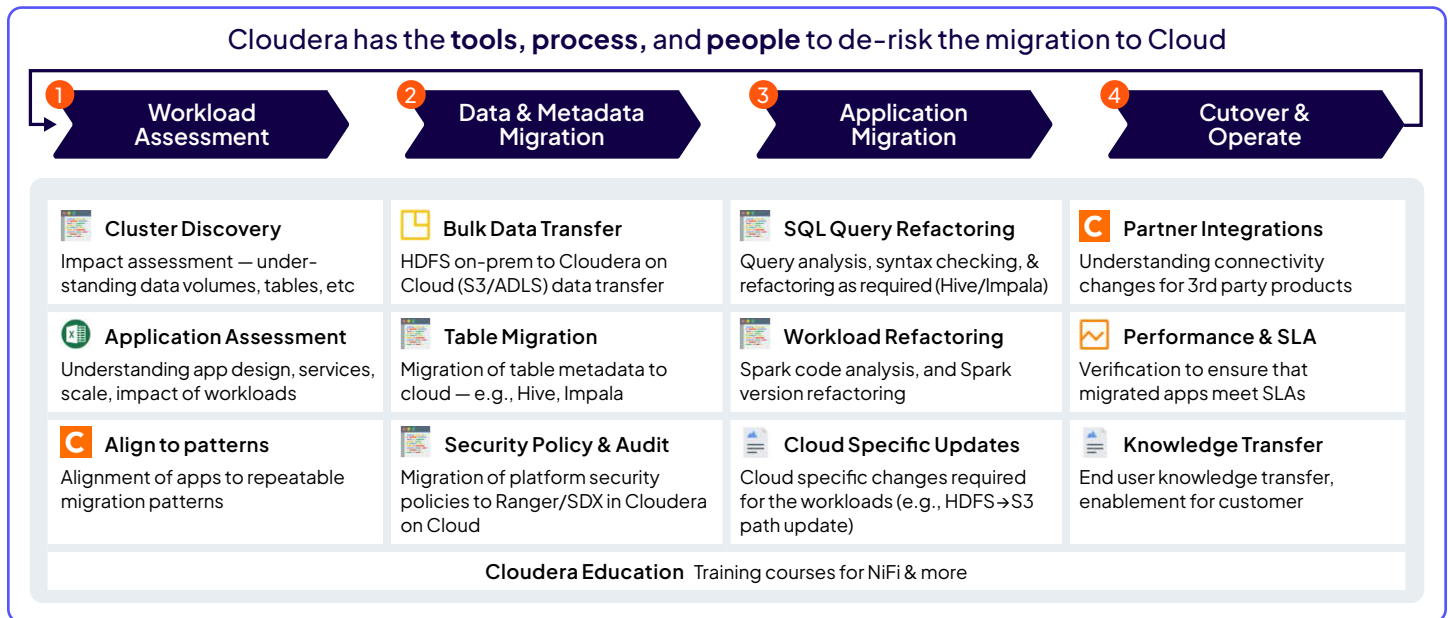 Cloudera has the tools, process, and people to de-risk the migration to Cloud
1
Workload
Assessment
2
Data & Metadata
Migration
3
Application
Migration
4
Cutover &
Operate
Cluster Discovery
Impact assessment — under-
standing data volumes, tables, etc
Application Assessment
Understanding app design, services,
scale, impact of workloads
C
Align to patterns
Alignment of apps to repeatable
migration patterns
Bulk Data Transfer
HDFS on-prem to Cloudera on
Cloud (S3/ADLS) data transfer
Table Migration
Migration of table metadata to
cloud — e.g., Hive, Impala
Security Policy & Audit
Migration of platform security
policies to Ranger/SDX in Cloudera
on Cloud
SQL Query Refactoring
Query analysis, syntax checking, &
refactoring as required (Hive/Impala)
Workload Refactoring
Spark code analysis, and Spark
version refactoring
Cloud Specific Updates
Cloud specific changes required
for the workloads (e.g., HDFS→S3
path update)
C
Partner Integrations
Understanding connectivity
changes for 3rd party products
Performance & SLA
Verification to ensure that
migrated apps meet SLAs
Knowledge Transfer
End user knowledge transfer,
enablement for customer
Cloudera Education Training courses for NiFi & more